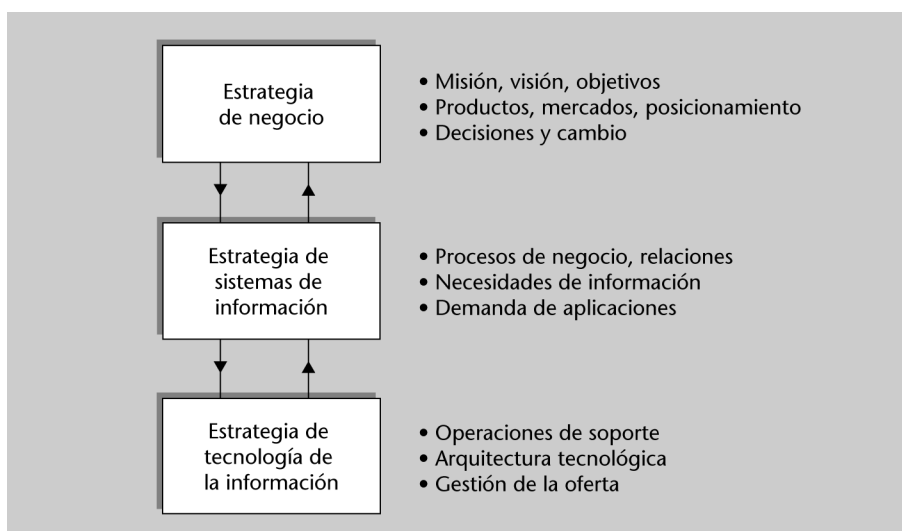 Estrategia
de negocio
• Misión, visión, objetivos
• Productos, mercados, posicionamiento
• Decisiones y cambio
Estrategia de
sistemas de
información
• Procesos de negocio, relaciones
• Necesidades de información
• Demanda de aplicaciones
Estrategia de
tecnología de
la información
• Operaciones de soporte
• Arquitectura tecnológica
• Gestión de la oferta